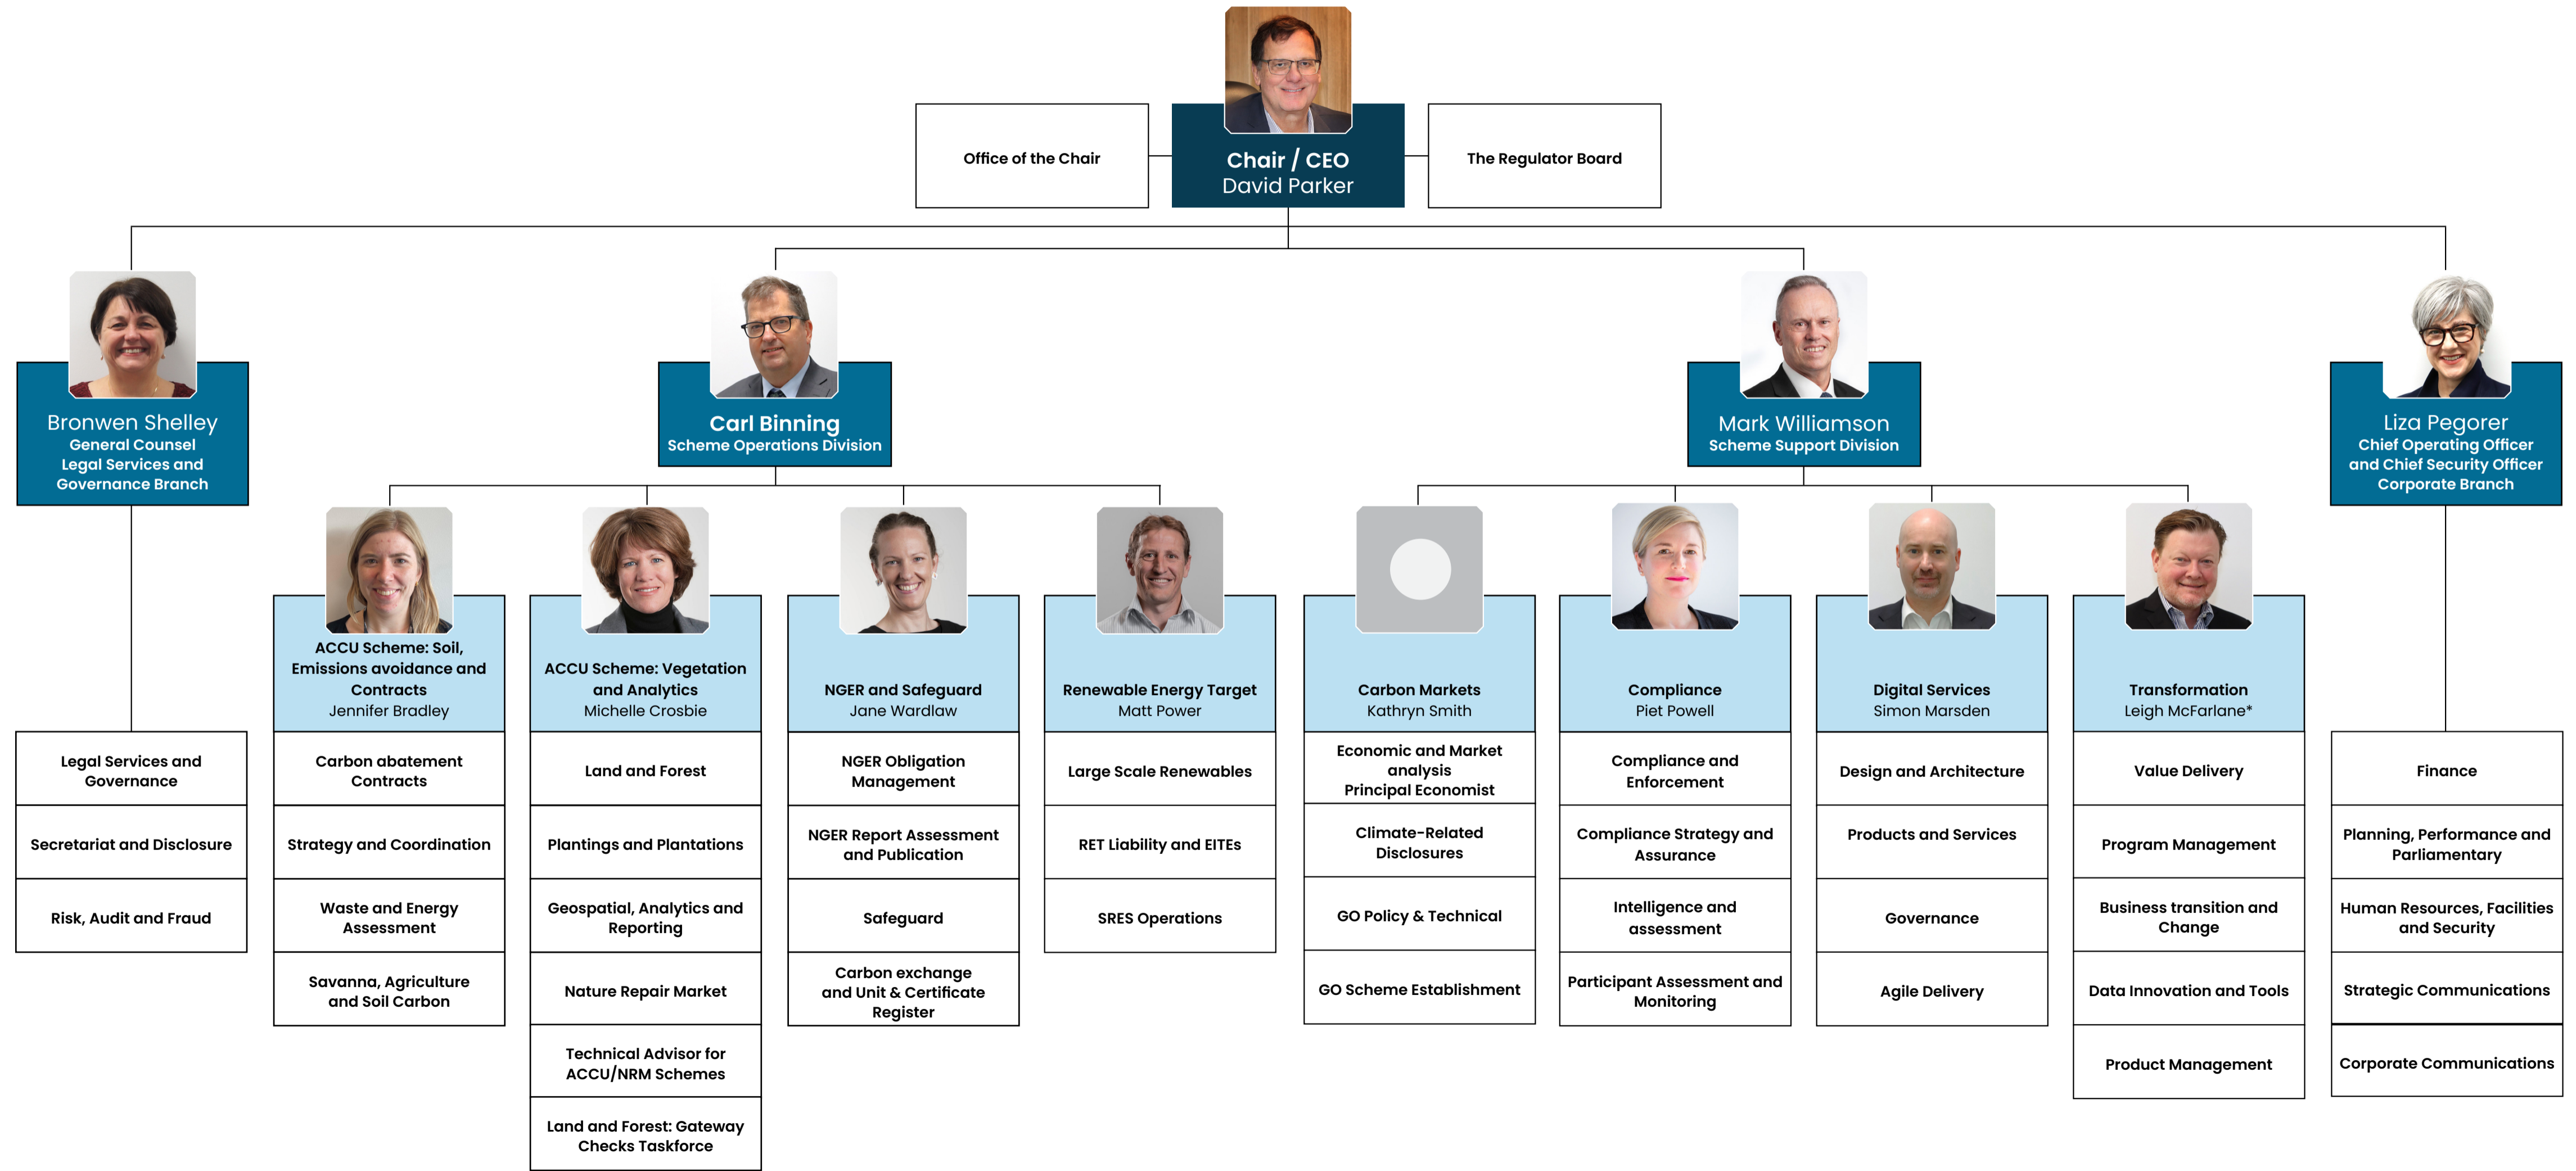 Office of the Chair
Chair / CEO
David Parker
The Regulator Board
Bronwen Shelley
General Counsel
Legal Services and
Governance Branch
Carl Binning
Scheme Operations Division
Mark Williamson
Scheme Support Division
Liza Pegorer
Chief Operating Officer
and Chief Security Officer
Corporate Branch
Legal Services and
Governance
Secretariat and Disclosure
Risk, Audit and Fraud
ACCU Scheme: Soil,
Emissions avoidance and
Contracts
Jennifer Bradley
Carbon abatement
Contracts
Strategy and Coordination
Waste and Energy
Assessment
Savanna, Agriculture
and Soil Carbon
ACCU Scheme: Vegetation
and Analytics
Michelle Crosbie
Land and Forest
Plantings and Plantations
Geospatial, Analytics and
Reporting
Nature Repair Market
Technical Advisor for
ACCU/NRM Schemes
Land and Forest: Gateway
Checks Taskforce
NGER and Safeguard
Jane Wardlaw
NGER Obligation
Management
NGER Report Assessment
and Publication
Safeguard
Carbon exchange
and Unit & Certificate
Register
Renewable Energy Target
Matt Power
Large Scale Renewables
RET Liability and EITEs
SRES Operations
Carbon Markets
Kathryn Smith
Economic and Market
analysis
Principal Economist
Climate-Related
Disclosures
GO Policy & Technical
GO Scheme Establishment
Compliance
Piet Powell
Compliance and
Enforcement
Compliance Strategy and
Assurance
Intelligence and
assessment
Participant Assessment and
Monitoring
Digital Services
Simon Marsden
Design and Architecture
Products and Services
Governance
Agile Delivery
Transformation
Leigh McFarlane*
Value Delivery
Program Management
Business transition and
Change
Data Innovation and Tools
Product Management
Finance
Planning, Performance and
Parliamentary
Human Resources, Facilities
and Security
Strategic Communications
Corporate Communications